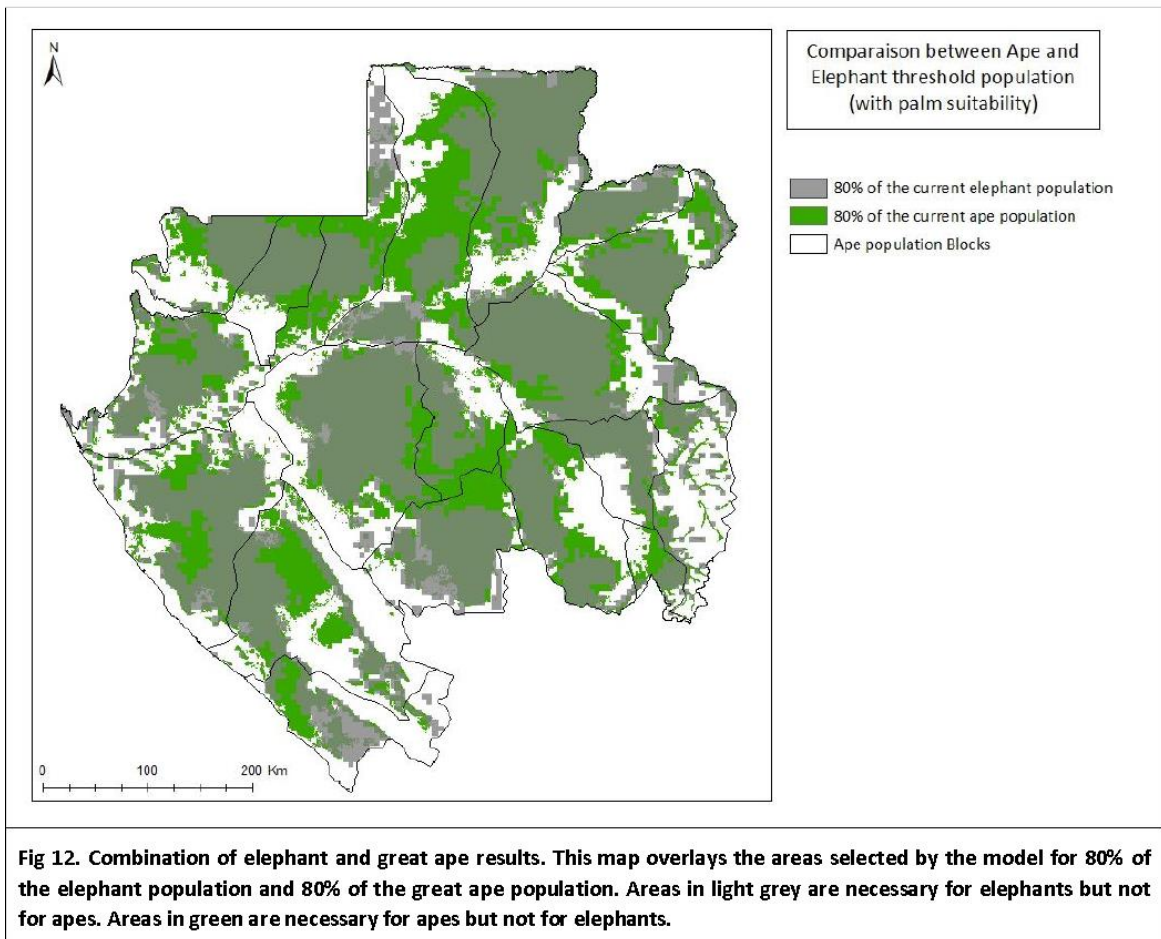 N
Comparaison between Ape and
Elephant threshold population
(with palm suitability)
80% of the current elephant population
80% of the current ape population
Ape population Blocks
0 100 200 Km
Fig 12. Combination of elephant and great ape results. This map overlays the areas selected by the model for 80% of
the elephant population and 80% of the great ape population. Areas in light grey are necessary for elephants but not
for apes. Areas in green are necessary for apes but not for elephants.